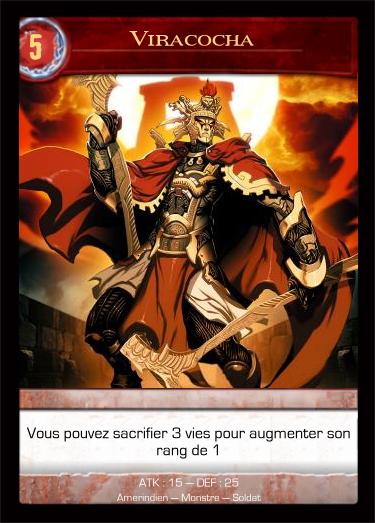 5
Viracocha
Vous pouvez sacrifier 3 vies pour augmenter son
rang de 1
ATK : 15 — DEF : 25
Amerindien — Monstre — Soldat